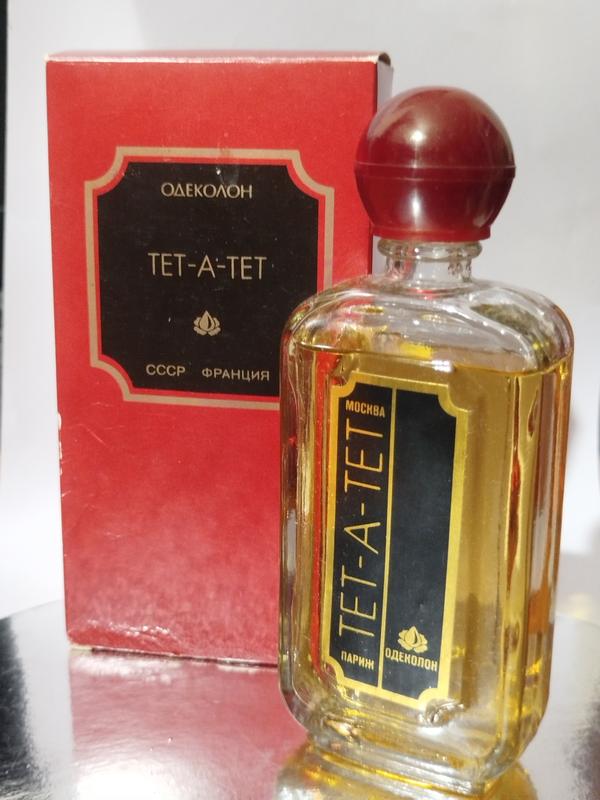 ОДЕКОЛОН
ТЕТ-А-ТЕТ
СССР ФРАНЦИЯ
МОСКВА
ТЕТ-А-ТЕТ
ПАРИЖ
ОДЕКОЛОН